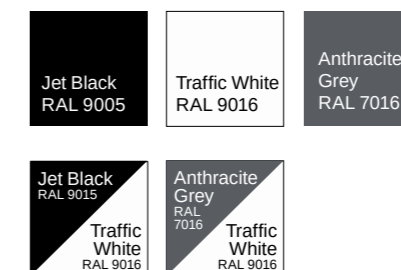 Jet Black
RAL 9005
Traffic White
RAL 9016
Anthracite
Grey
RAL 7016
Jet Black
RAL 9015
Traffic
White
RAL 9016
Anthracite
Grey
RAL
7016
Traffic
White
RAL 9016